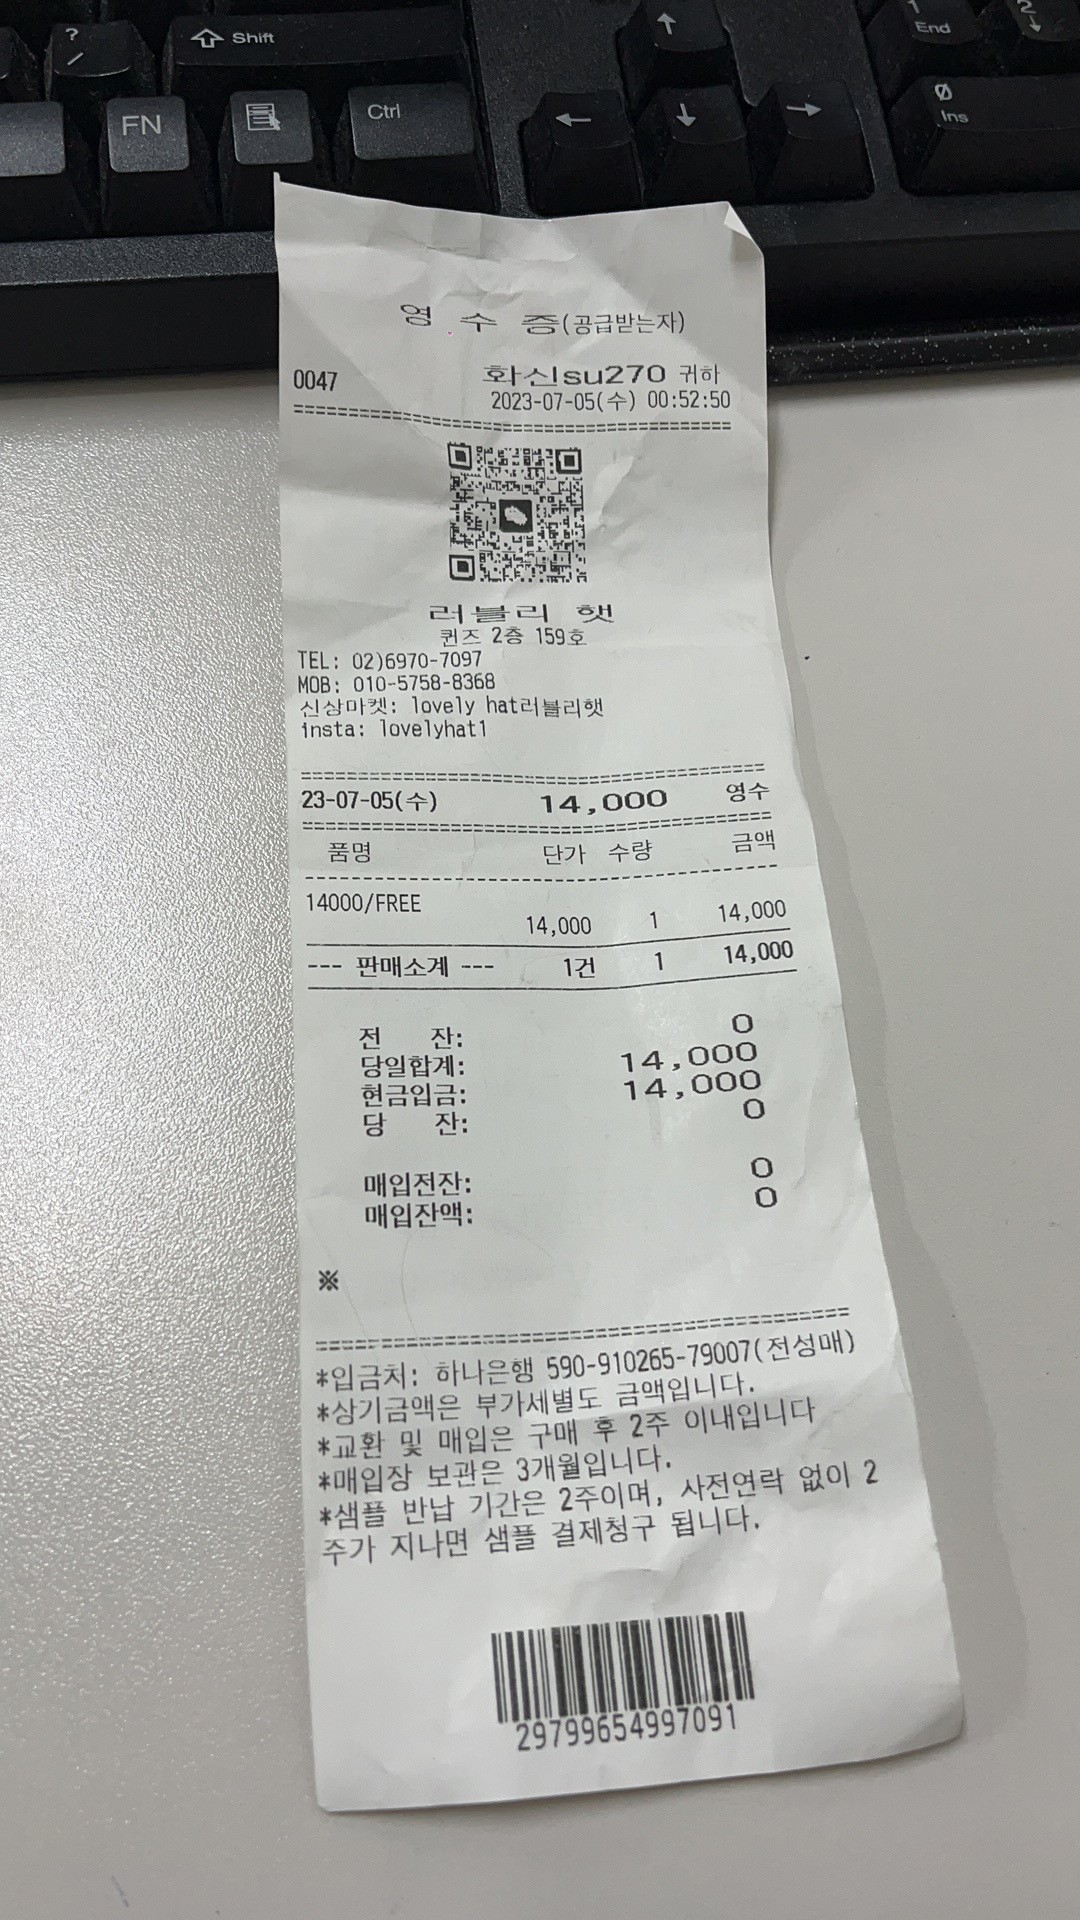 ? /
Shift
1 End
2
FN
Ctrl
0 Ins
영 수 증(공급받는자)
0047 화신su270 귀하
2023-07-05(수) 00:52:50
러블리 햇
퀸즈 2층 159호
TEL: 02)6970-7097
MOB: 010-5758-8368
신상마켓: lovely hat러블리햇
insta: lovelyhat1
23-07-05(수) 14,000 영수
품명 단가 수량 금액
14000/FREE
14,000 1 14,000
--- 판매소계 --- 1건 1 14,000
전 잔: 0
당일합계: 14,000
현금입금: 14,000
당 잔: 0
매입전잔: 0
매입잔액: 0
※
*입금처: 하나은행 590-910265-79007(전성매)
*상기금액은 부가세별도 금액입니다.
*교환 및 매입은 구매 후 2주 이내입니다
*매입장 보관은 3개월입니다.
*샘플 반납 기간은 2주이며, 사전연락 없이 2
주가 지나면 샘플 결제청구 됩니다.
29799654997091